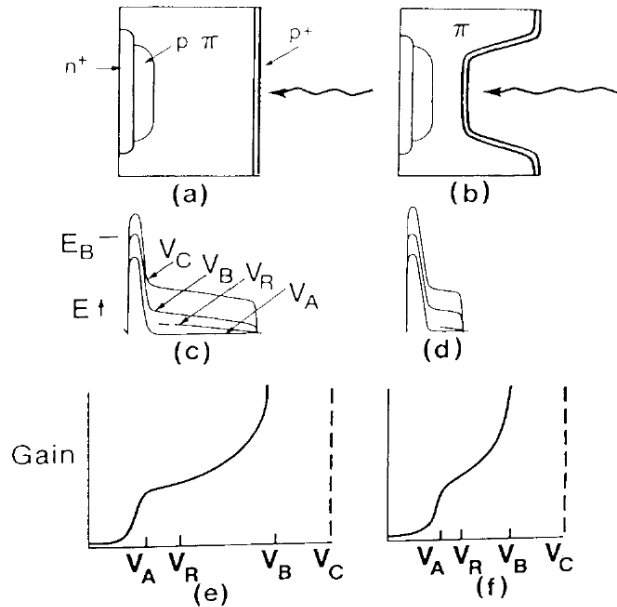 n+ p π p+
π
(a) (b)
E_B V_C V_B V_R V_A
E
(c) (d)
Gain
V_A V_R V_B V_C V_A V_R V_B V_C
(e) (f)